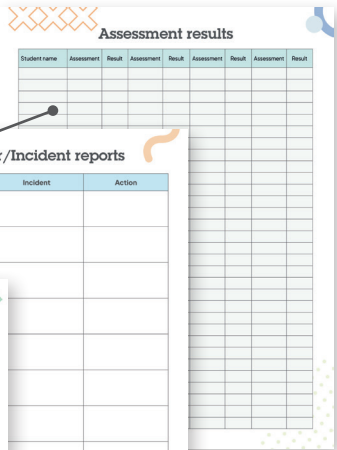 Assessment results
Student name Assessment Result Assessment Result Assessment Result Assessment Result
/Incident reports
Incident Action